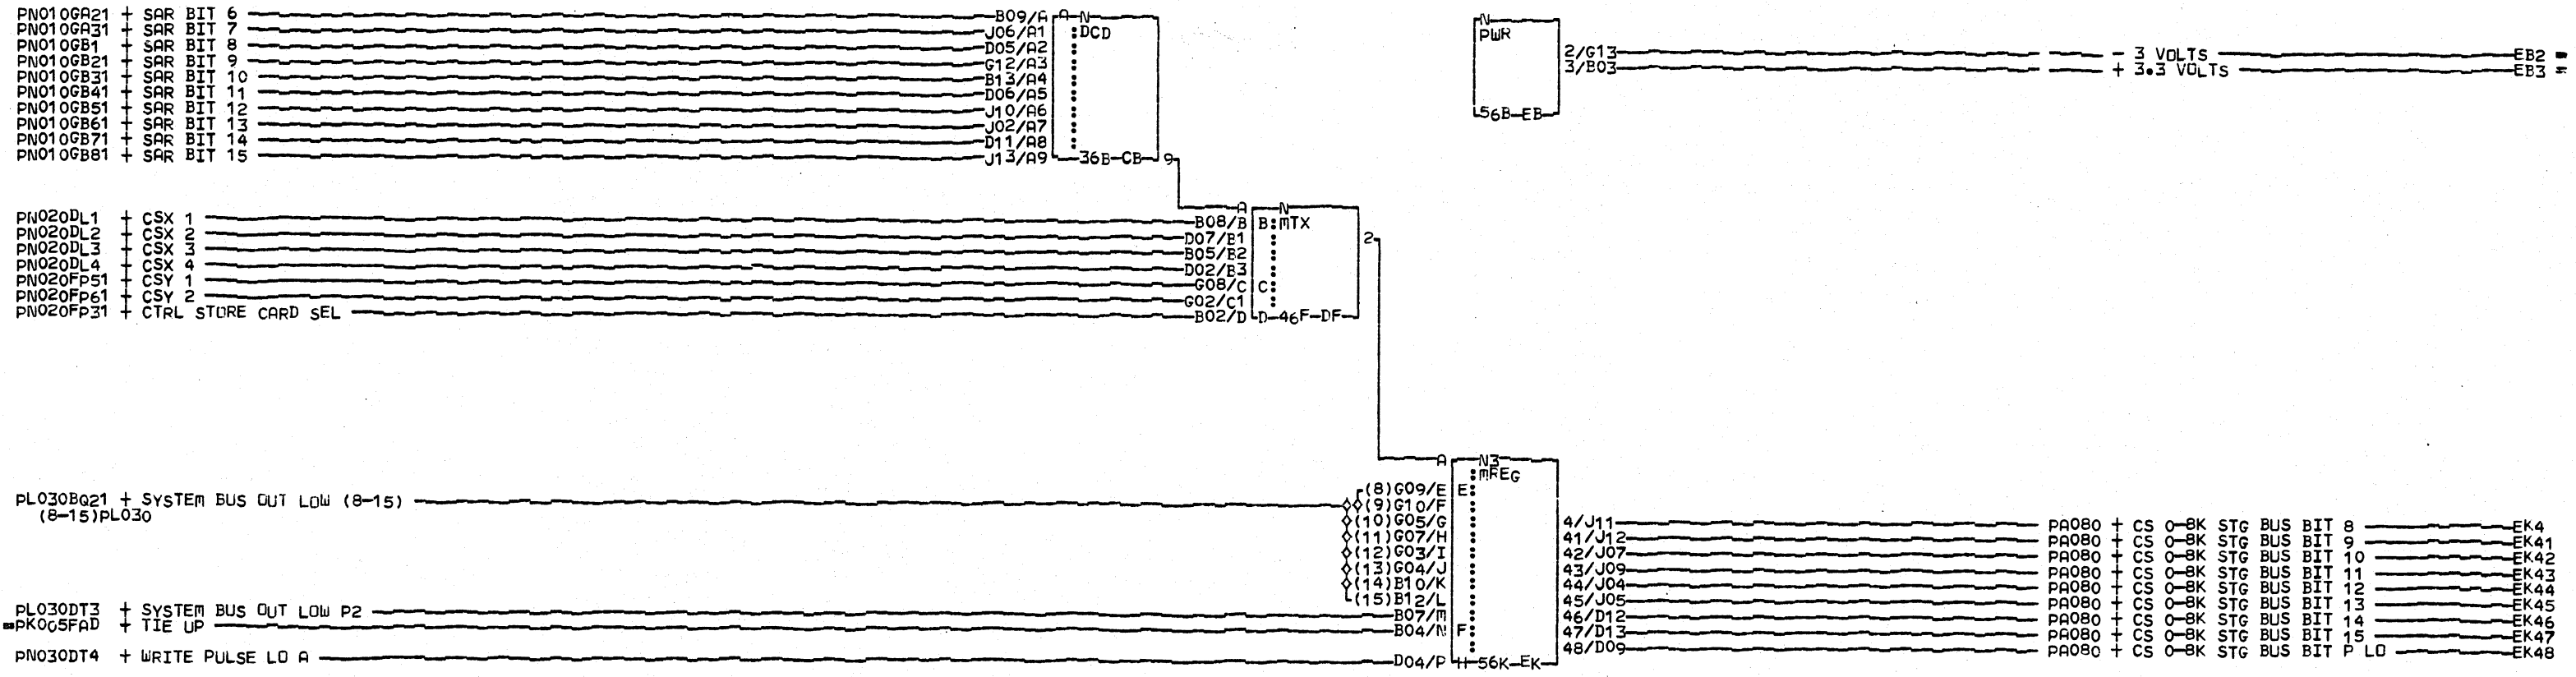 PN010GA21 + SAR BIT 6 B09/A A N
PN010GA31 + SAR BIT 7 J06/A1 DCD
PN010GB1 + SAR BIT 8 D05/A2
PN010GB21 + SAR BIT 9 G12/A3
PN010GB31 + SAR BIT 10 B13/A4
PN010GB41 + SAR BIT 11 D06/A5
PN010GB51 + SAR BIT 12 J10/A6
PN010GB61 + SAR BIT 13 J02/A7
PN010GB71 + SAR BIT 14 D11/A8
PN010GB81 + SAR BIT 15 J13/A9 36B-CB 9
N
PWR
2/G13 - 3 VOLTS EB2 =
3/B03 + 3.3 VOLTS EB3 =
56B-EB
A N
PN020DL1 + CSX 1 B08/B B MTX
PN020DL2 + CSX 2 D07/B1 2
PN020DL3 + CSX 3 B05/B2
PN020DL4 + CSX 4 D02/B3
PN020FP51 + CSY 1 G08/C C
PN020FP61 + CSY 2 G02/C1
PN020FP31 + CTRL STORE CARD SEL B02/D D-46F-DF
A N3
MREG
(8)G09/E E
PL030BQ21 + SYSTEM BUS OUT LOW (8-15) (9)G10/F
(8-15)PL030
(10)G05/G 4/J11 PA080 + CS 0-8K STG BUS BIT 8 EK4
(11)G07/H 41/J12 PA080 + CS 0-8K STG BUS BIT 9 EK41
(12)G03/I 42/J07 PA080 + CS 0-8K STG BUS BIT 10 EK42
(13)G04/J 43/J09 PA080 + CS 0-8K STG BUS BIT 11 EK43
(14)B10/K 44/J04 PA080 + CS 0-8K STG BUS BIT 12 EK44
(15)B12/L 45/J05 PA080 + CS 0-8K STG BUS BIT 13 EK45
PL030DT3 + SYSTEM BUS OUT LOW P2 B07/M 46/D12 PA080 + CS 0-8K STG BUS BIT 14 EK46
=PK005FAD + TIE UP B04/N F 47/D13 PA080 + CS 0-8K STG BUS BIT 15 EK47
48/D09 PA080 + CS 0-8K STG BUS BIT P LO EK48
PN030DT4 + WRITE PULSE LO A D04/P H-56K-EK